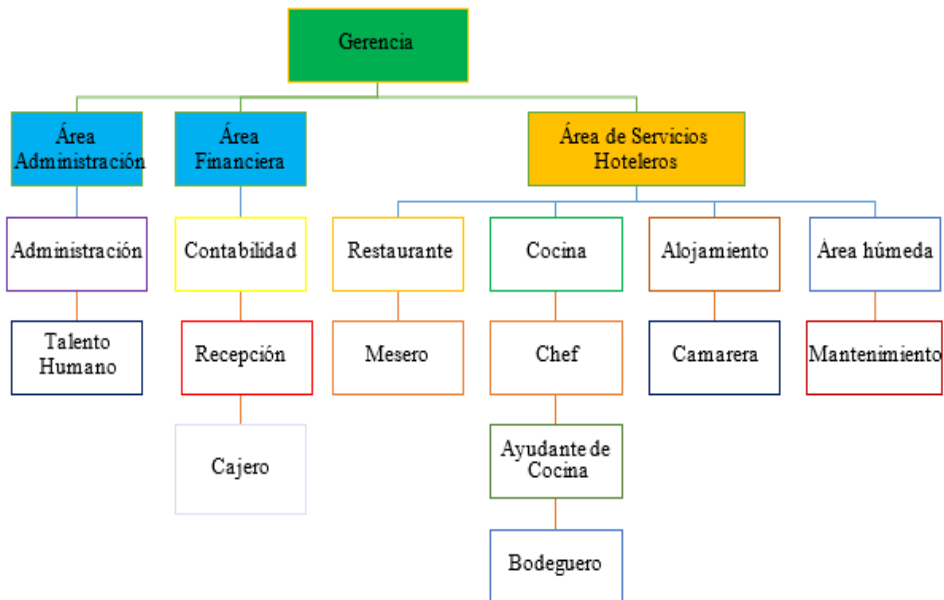 Gerencia
Área
Administración
Área
Financiera
Área de Servicios
Hoteleros
Administración
Contabilidad
Restaurante
Cocina
Alojamiento
Área húmeda
Talento
Humano
Recepción
Mesero
Chef
Camarera
Mantenimiento
Cajero
Ayudante de
Cocina
Bodeguero